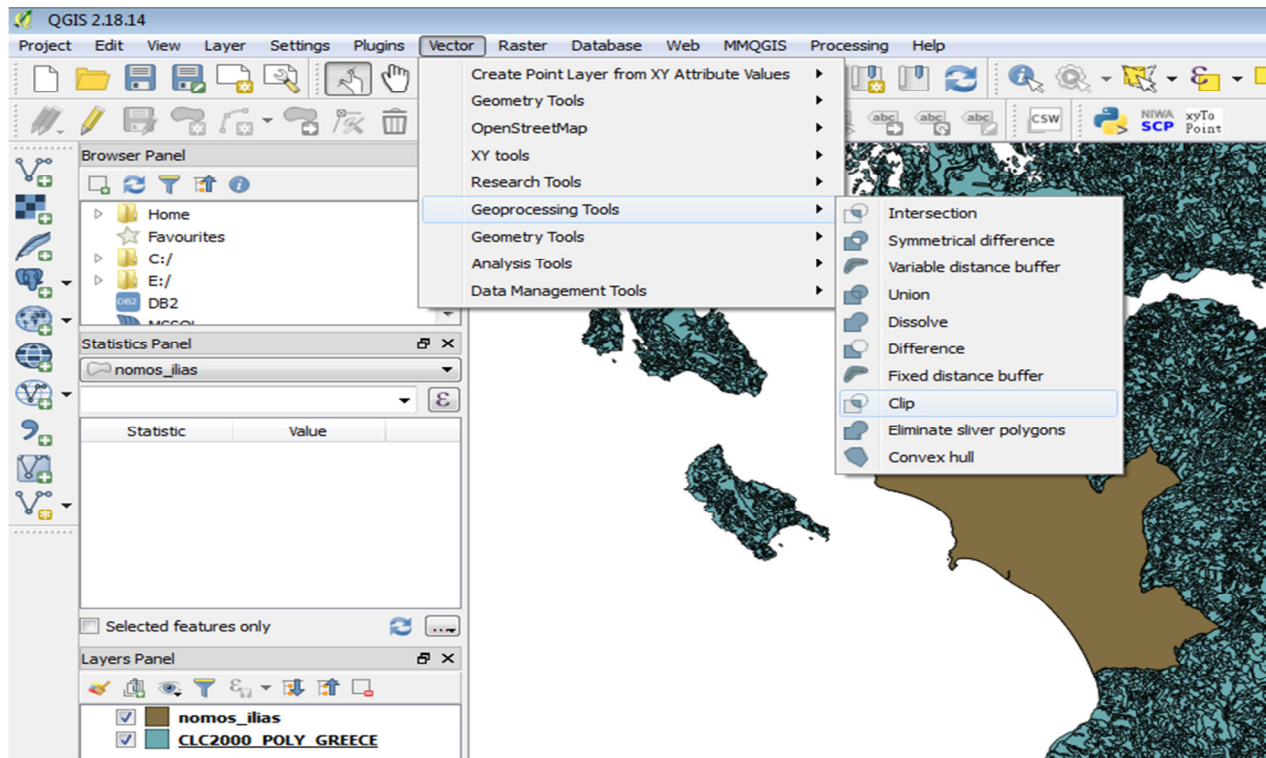 QGIS 2.18.14
Project Edit View Layer Settings Plugins Vector Raster Database Web MMQGIS Processing Help
abc abc abc CSW NIWA SCP xyTo Point
Create Point Layer from XY Attribute Values
Geometry Tools
OpenStreetMap
XY tools
Research Tools
Geoprocessing Tools
Geometry Tools
Analysis Tools
Data Management Tools
Intersection
Symmetrical difference
Variable distance buffer
Union
Dissolve
Difference
Fixed distance buffer
Clip
Eliminate sliver polygons
Convex hull
Browser Panel
Home
Favourites
C:/
E:/
DB2 DB2
MSSQL
Statistics Panel
nomos_ilias
ε
Statistic Value
Selected features only
...
Layers Panel
nomos_ilias
CLC2000_POLY_GREECE